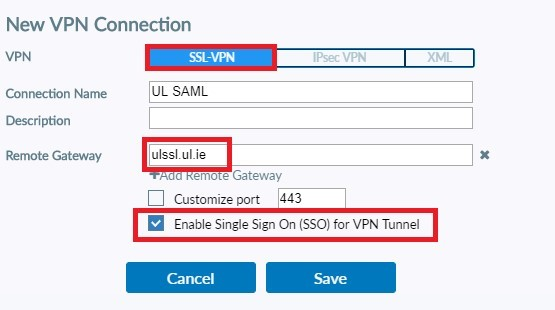 New VPN Connection
VPN SSL-VPN IPsec VPN XML
Connection Name UL SAML
Description
Remote Gateway ulssl.ul.ie ✖
+Add Remote Gateway
Customize port 443
Enable Single Sign On (SSO) for VPN Tunnel
Cancel Save